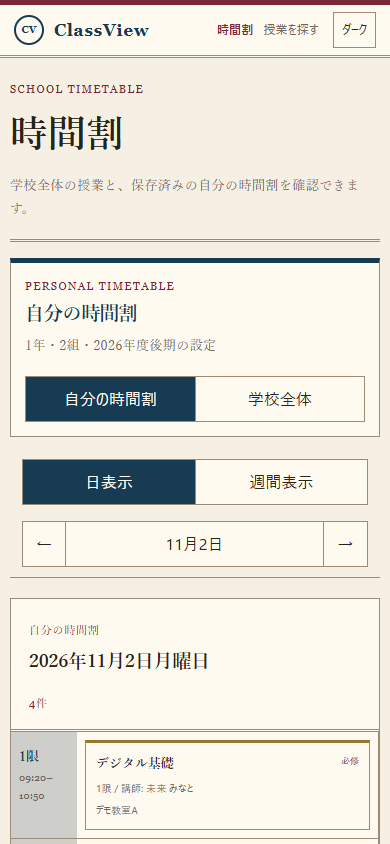 CV ClassView 時間割 授業を探す ダーク
SCHOOL TIMETABLE
時間割
学校全体の授業と、保存済みの自分の時間割を確認できま
す。
PERSONAL TIMETABLE
自分の時間割
1年・2組・2026年度後期の設定
自分の時間割 学校全体
日表示 週間表示
← 11月2日 →
自分の時間割
2026年11月2日月曜日
4件
1限 デジタル基礎 必修
09:20–
10:50
1限 / 講師: 未来 みなと
デモ教室A